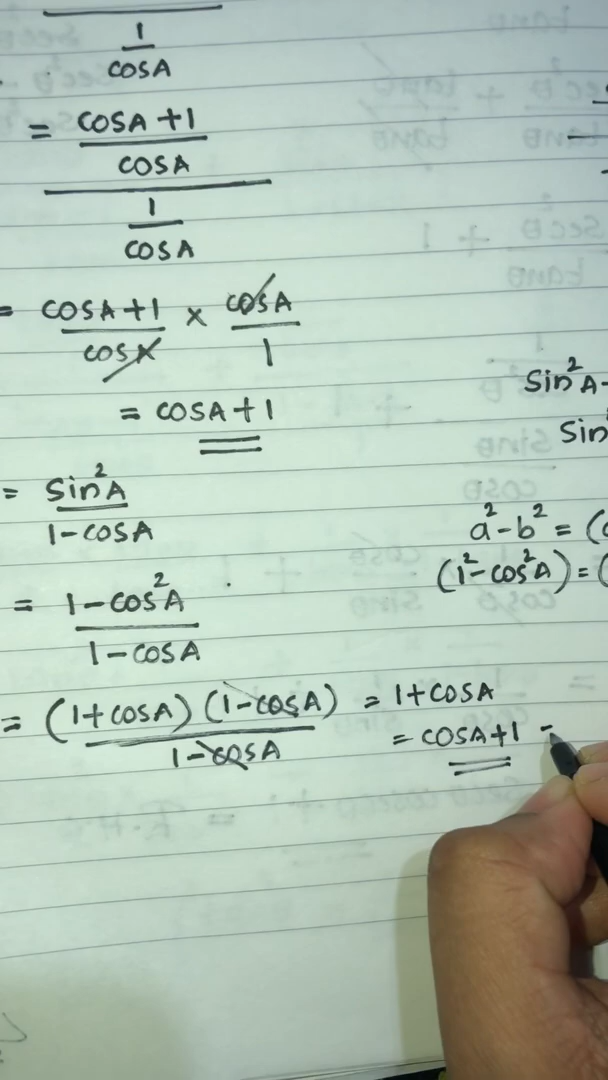 1
cosA
= cosA+1
cosA
1
cosA
= cosA+1 × cosA
cosA 1
= cosA+1
= sin²A
1-cosA
= 1-cos²A
1-cosA
= (1+cosA) (1-cosA) = 1+cosA
1-cosA
= cosA+1 =
sin²A-
sin
a²-b² = (
(1²-cos²A) = (